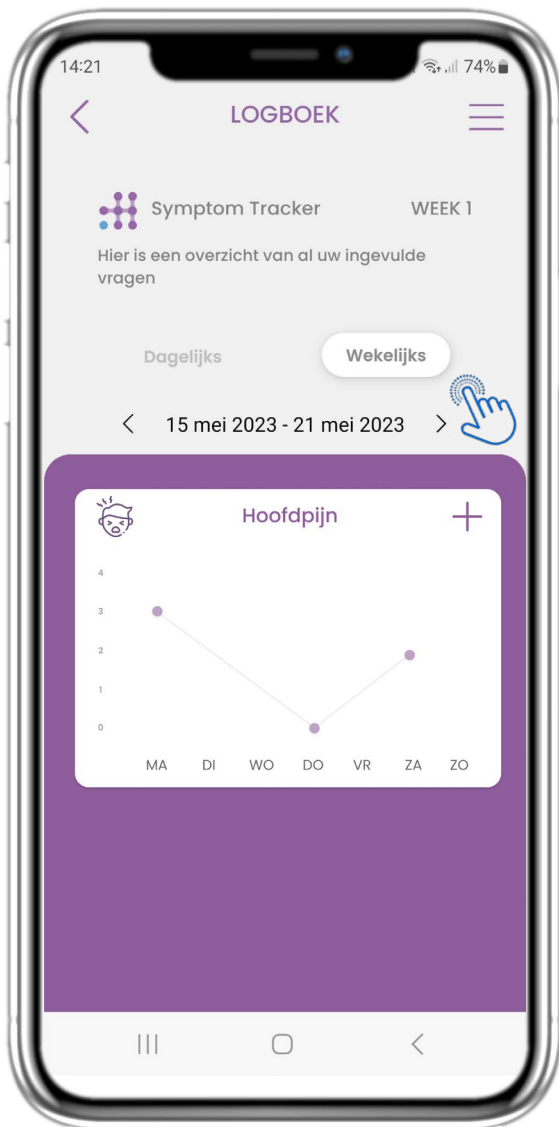 14:21
74%
LOGBOEK
Symptom Tracker
WEEK 1
Hier is een overzicht van al uw ingevulde
vragen
Dagelijks
Wekelijks
15 mei 2023 - 21 mei 2023
Hoofdpijn
4
3
2
1
0
MA DI WO DO VR ZA ZO